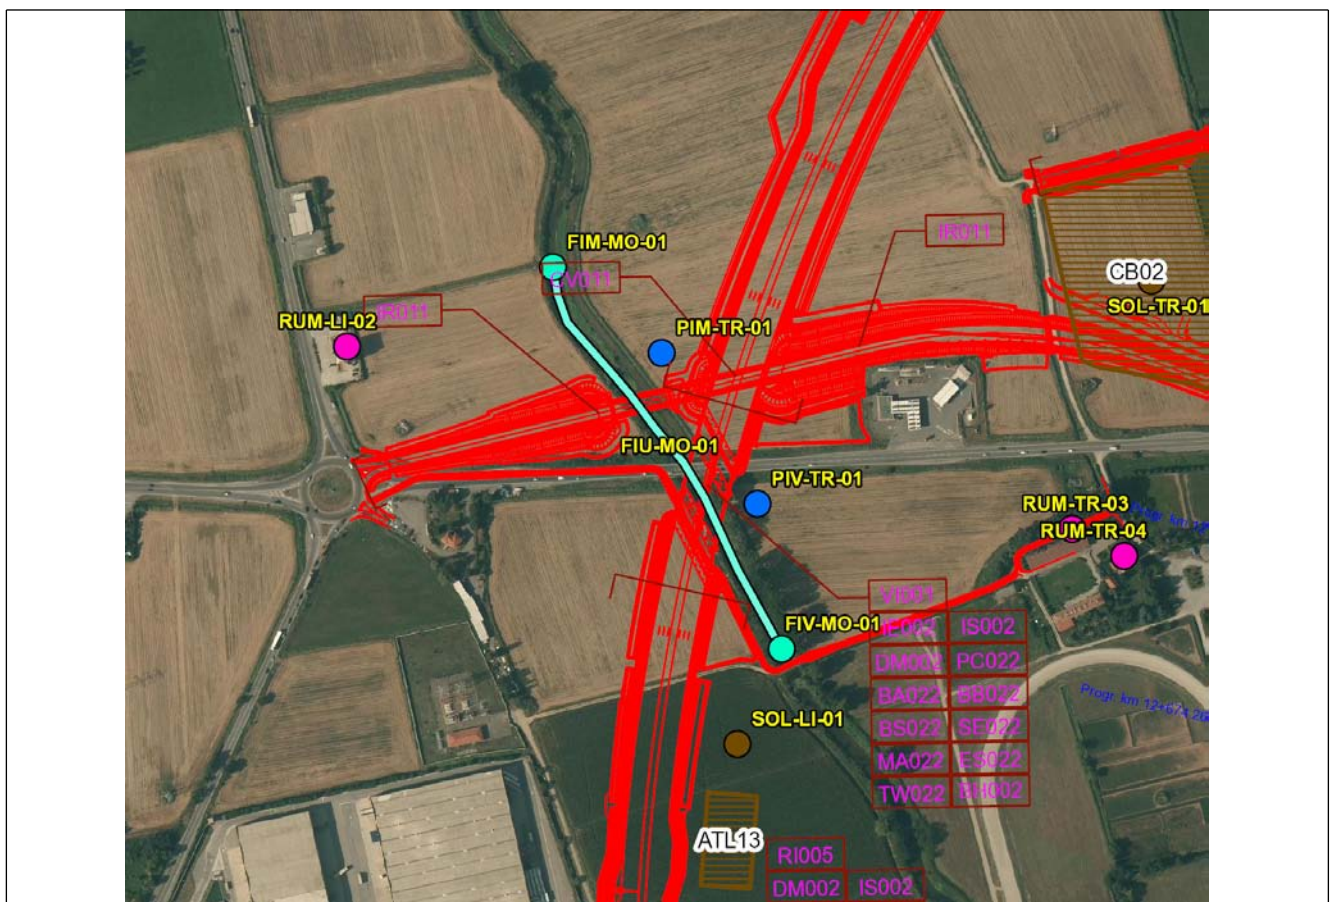 IR011
FIM-MO-01
CB02
CV011
SOL-TR-01
IR011
RUM-LI-02
PIM-TR-01
FIU-MO-01
PIV-TR-01
RUM-TR-03
RUM-TR-04
VI001
FIV-MO-01
IE002 IS002
DM002 PC022
BA022 BB022
Progr. km 12+674.26
BS022 SE022
SOL-LI-01
MA022 ES022
TW022 BH002
ATL13
RI005
DM002 IS002